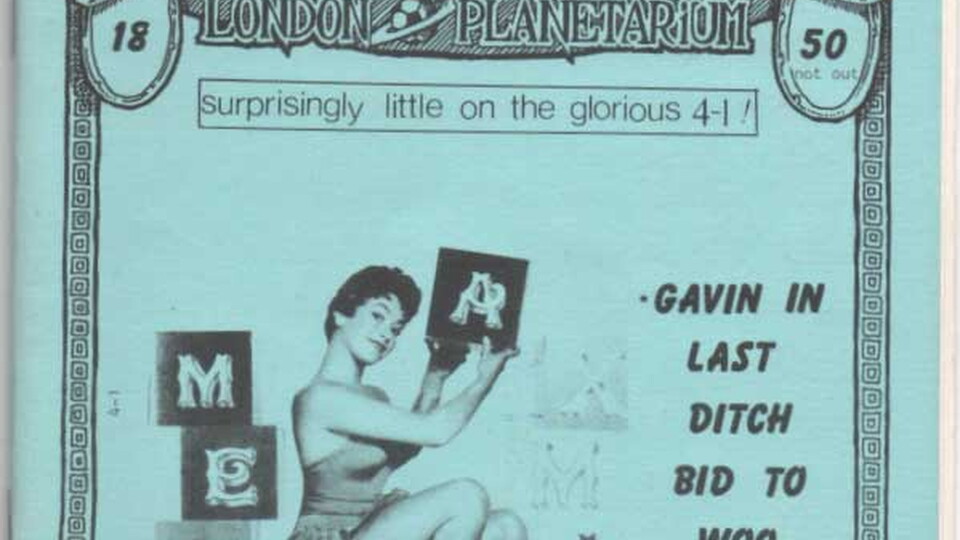 LONDON PLANETARIUM
18
50
not out
surprisingly little on the glorious 4-1!
A
M
E
M
4-1
·GAVIN IN
LAST
DITCH
BID TO
WOO